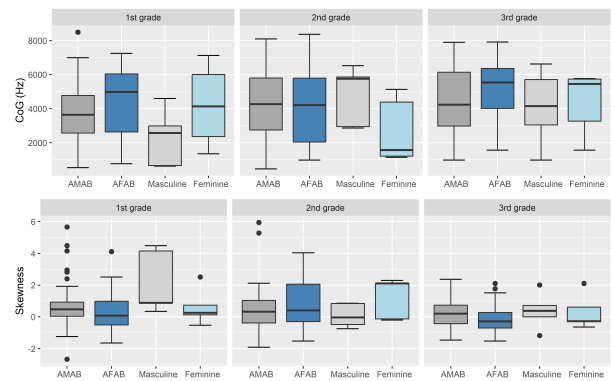 1st grade 2nd grade 3rd grade
8000
6000
4000
2000
CoG (Hz)
AMAB AFAB Masculine Feminine AMAB AFAB Masculine Feminine AMAB AFAB Masculine Feminine
1st grade 2nd grade 3rd grade
6
4
2
0
-2
Skewness
AMAB AFAB Masculine Feminine AMAB AFAB Masculine Feminine AMAB AFAB Masculine Feminine